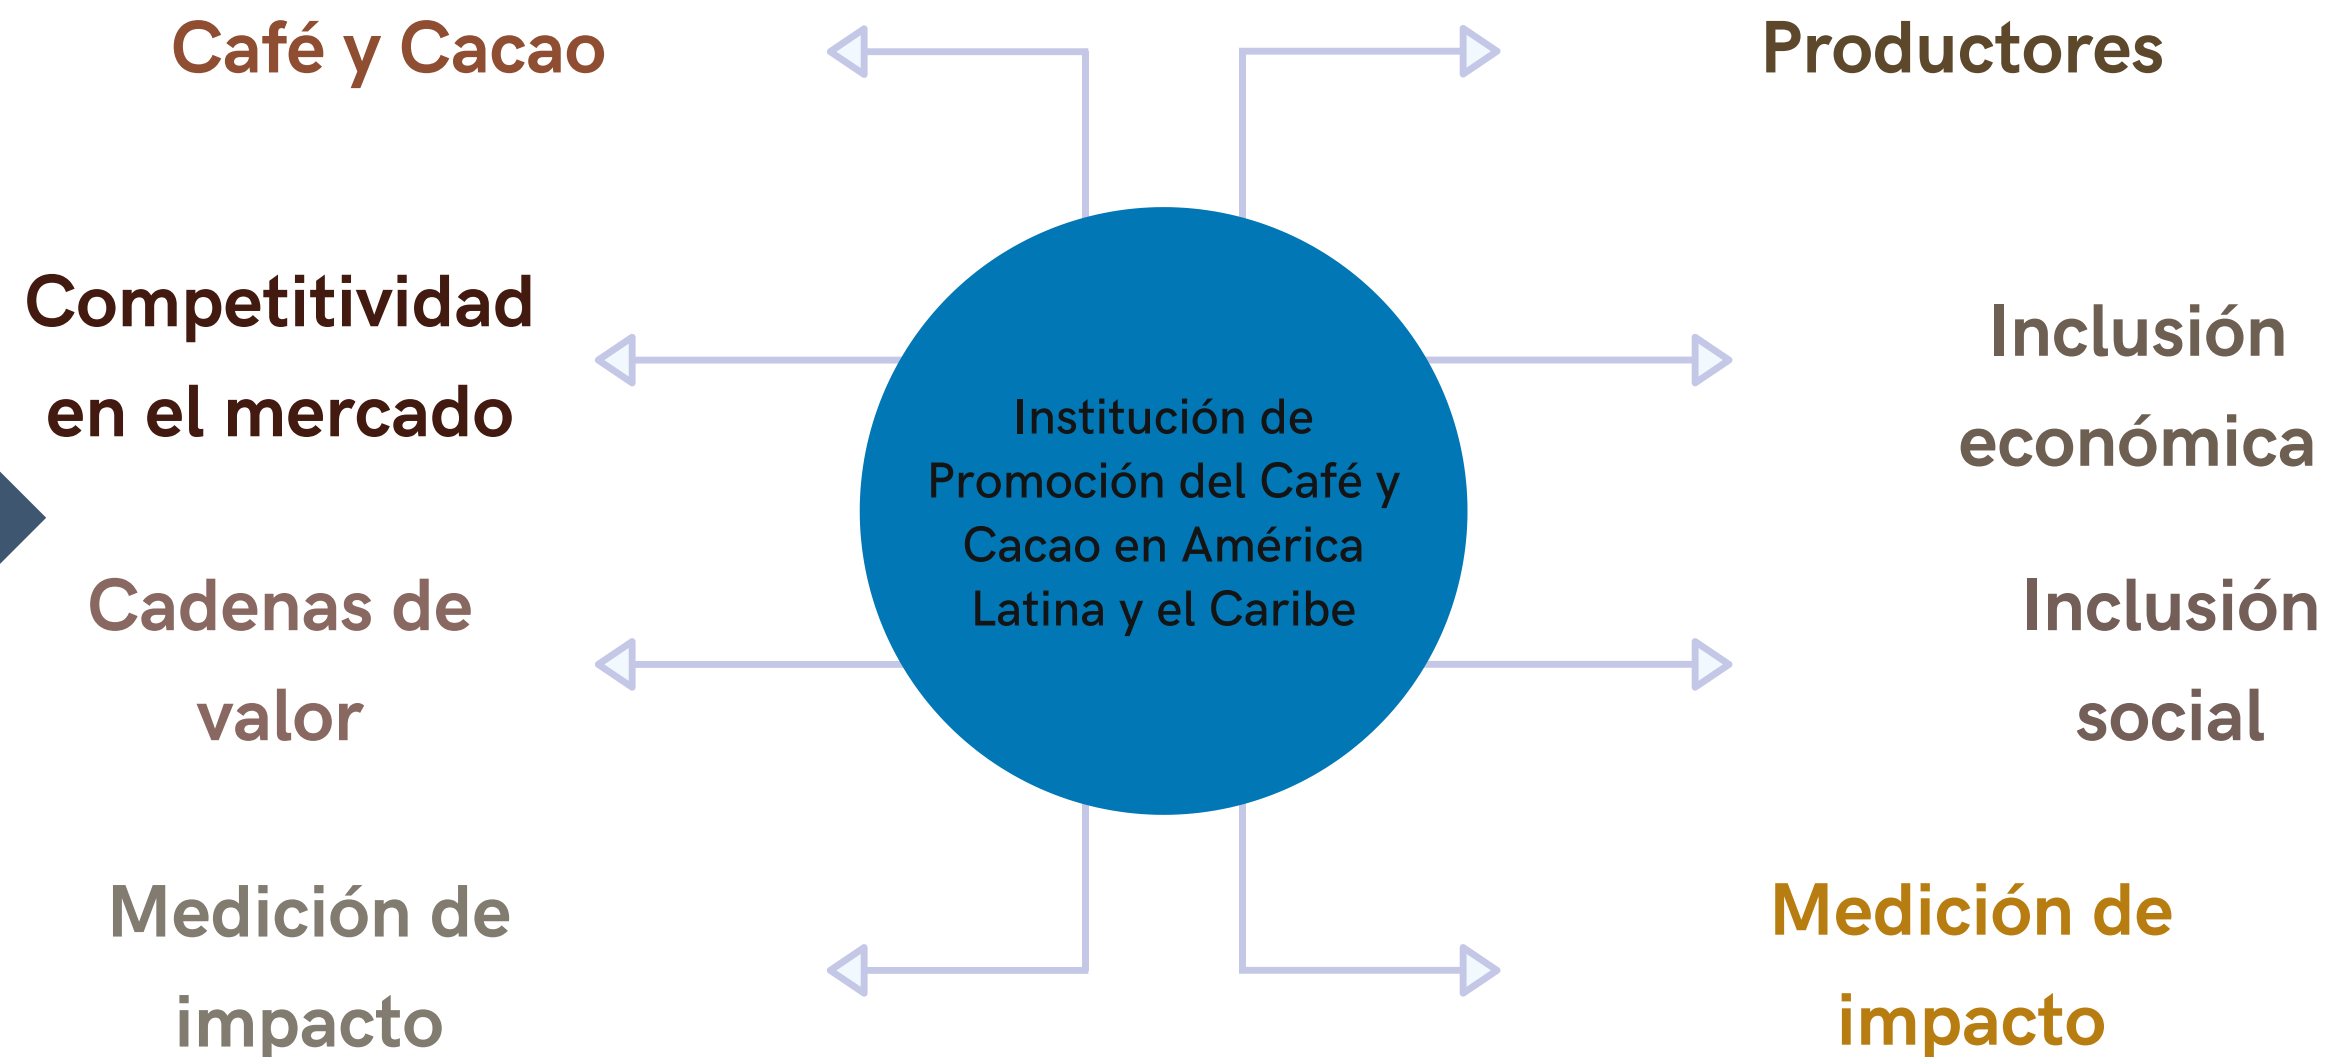 Café y Cacao
Productores
Competitividad
en el mercado
Inclusión
económica
Institución de
Promoción del Café y
Cacao en América
Latina y el Caribe
Cadenas de
valor
Inclusión
social
Medición de
impacto
Medición de
impacto